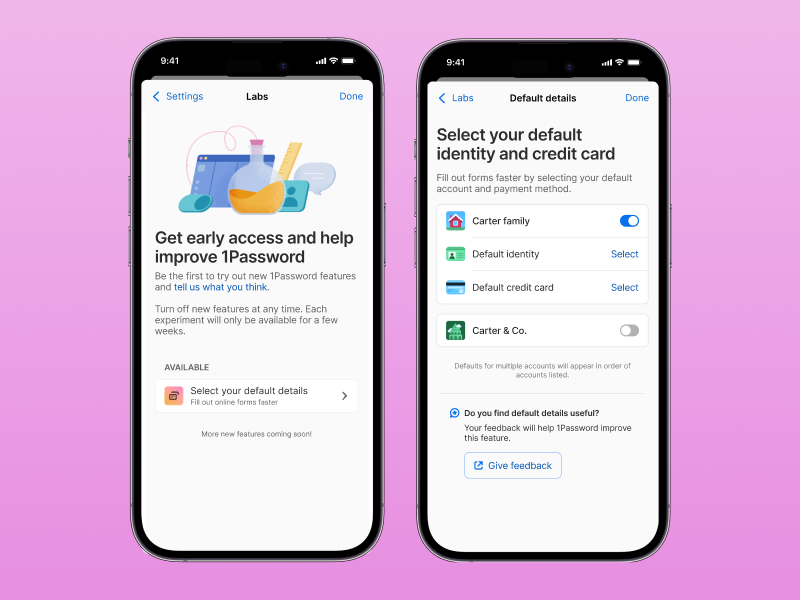 9:41
Settings
Labs
Done
Get early access and help
improve 1Password
Be the first to try out new 1Password features
and tell us what you think.
Turn off new features at any time. Each
experiment will only be available for a few
weeks.
AVAILABLE
Select your default details
Fill out online forms faster
More new features coming soon!
9:41
Labs
Default details
Done
Select your default
identity and credit card
Fill out forms faster by selecting your default
account and payment method.
Carter family
Default identity
Select
Default credit card
Select
Carter & Co.
Defaults for multiple accounts will appear in order of
accounts listed.
Do you find default details useful?
Your feedback will help 1Password improve
this feature.
Give feedback